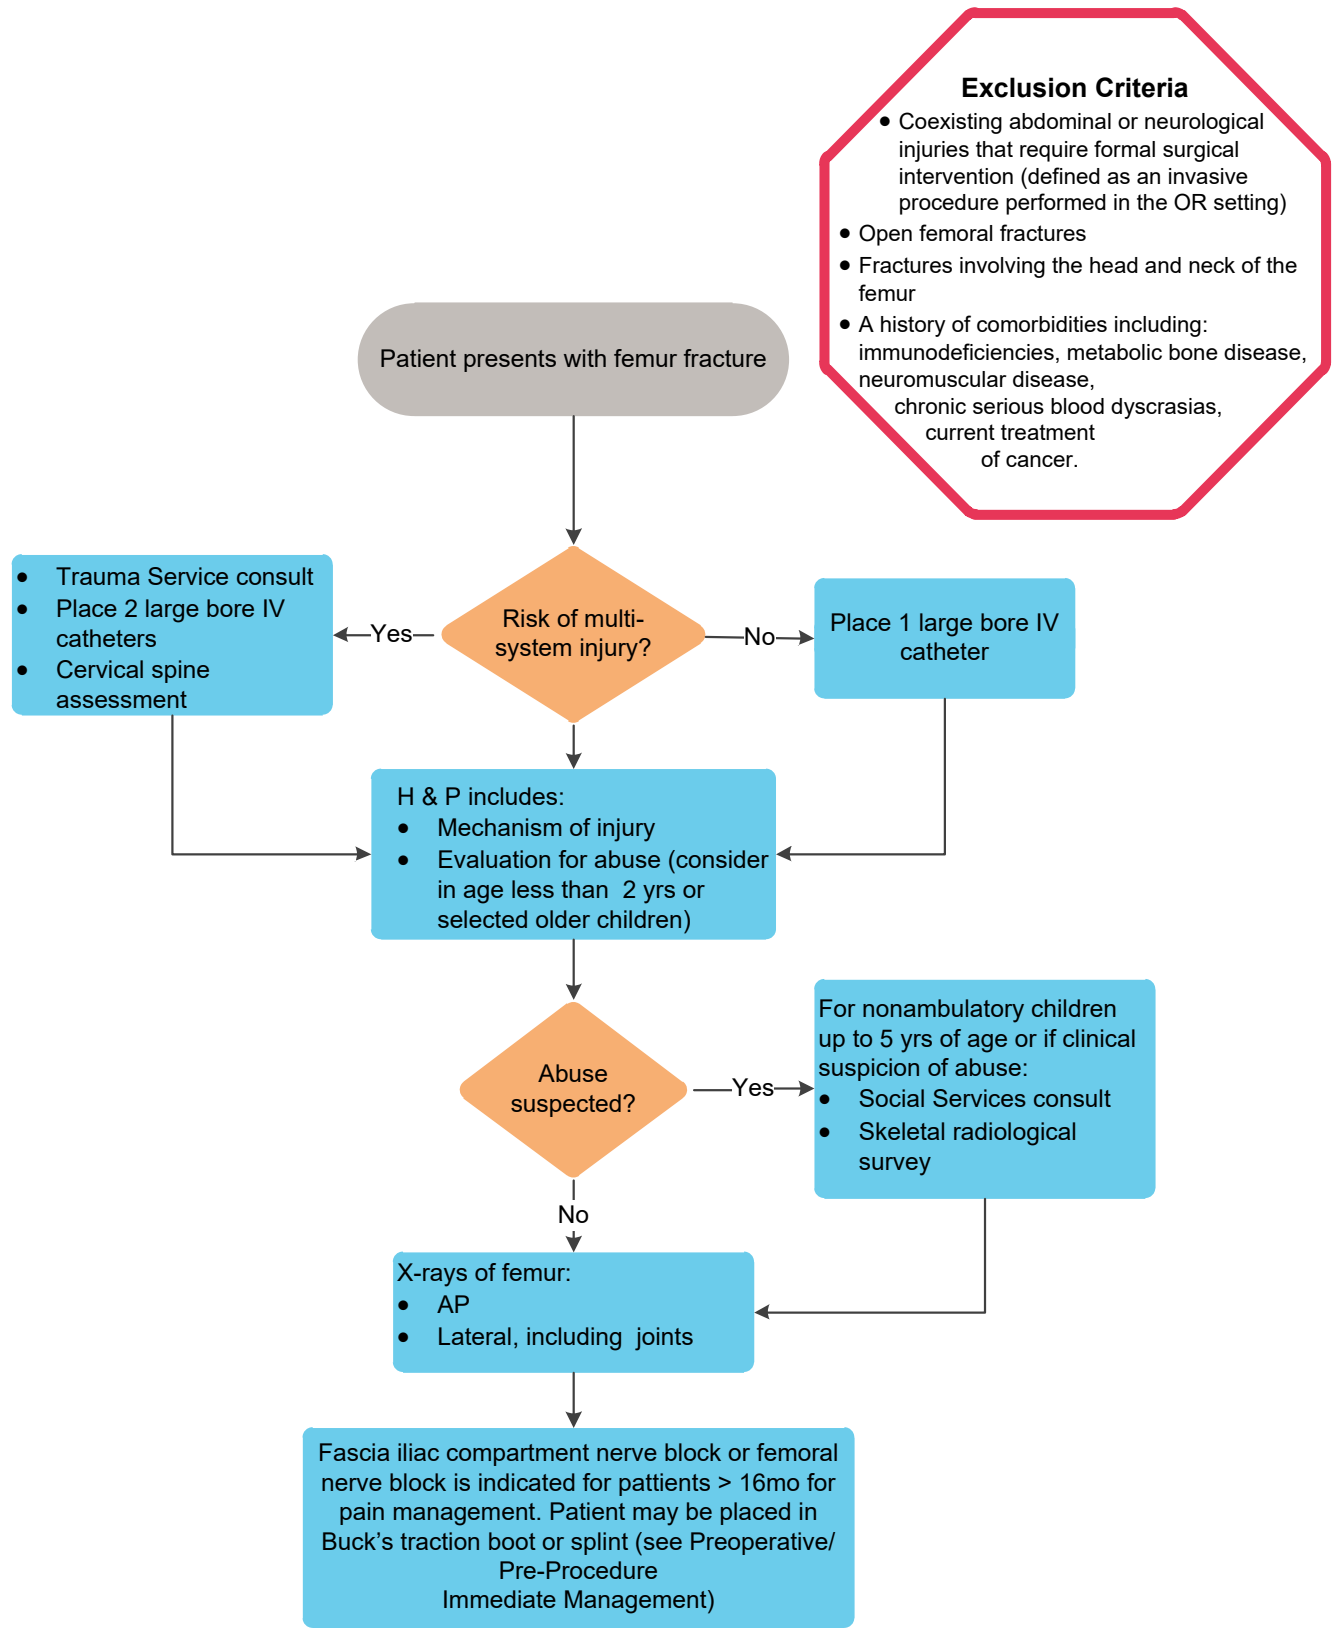 Exclusion Criteria
• Coexisting abdominal or neurological
injuries that require formal surgical
intervention (defined as an invasive
procedure performed in the OR setting)
• Open femoral fractures
• Fractures involving the head and neck of the
femur
• A history of comorbidities including:
immunodeficiencies, metabolic bone disease,
neuromuscular disease,
chronic serious blood dyscrasias,
current treatment
of cancer.
Patient presents with femur fracture
Risk of multi-
system injury?
Yes
• Trauma Service consult
• Place 2 large bore IV
catheters
• Cervical spine
assessment
No
Place 1 large bore IV
catheter
H & P includes:
• Mechanism of injury
• Evaluation for abuse (consider
in age less than  2 yrs or
selected older children)
Abuse
suspected?
Yes
For nonambulatory children
up to 5 yrs of age or if clinical
suspicion of abuse:
• Social Services consult
• Skeletal radiological
survey
No
X-rays of femur:
• AP
• Lateral, including  joints
Fascia iliac compartment nerve block or femoral
nerve block is indicated for pattients > 16mo for
pain management. Patient may be placed in
Buck’s traction boot or splint (see Preoperative/
Pre-Procedure
Immediate Management)